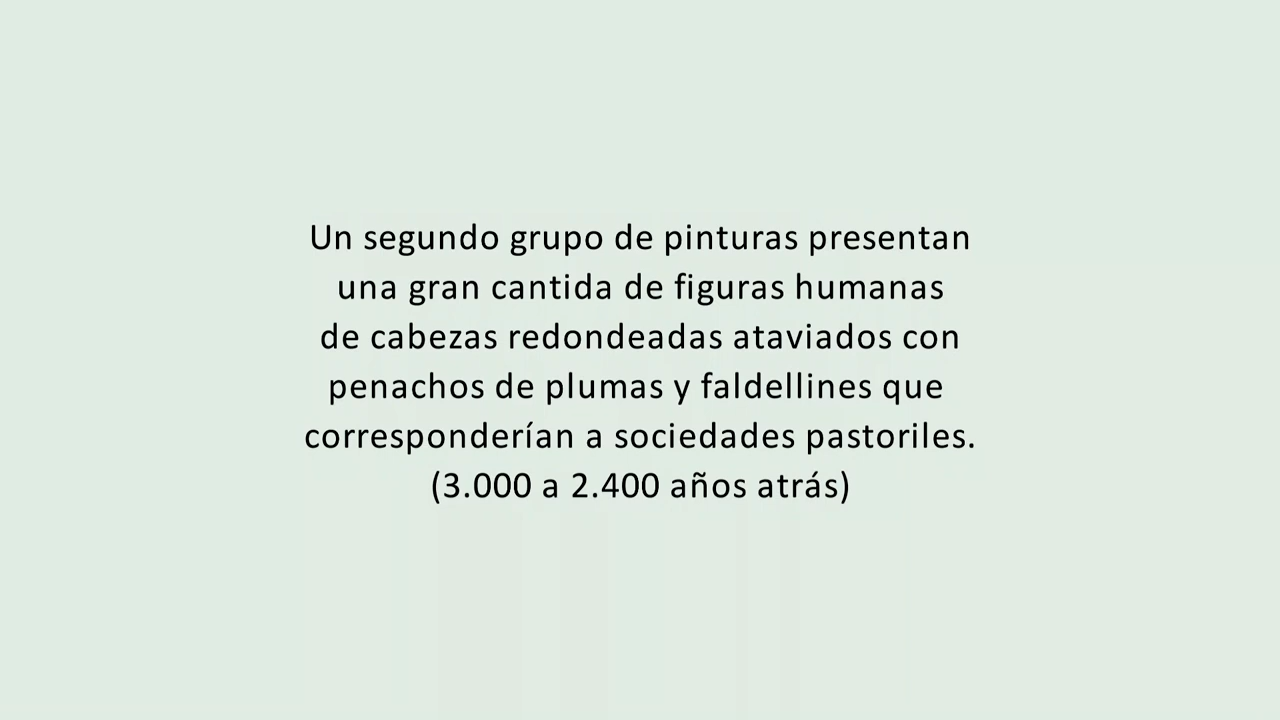 Un segundo grupo de pinturas presentan
una gran cantida de figuras humanas
de cabezas redondeadas ataviados con
penachos de plumas y faldellines que
corresponderían a sociedades pastoriles.
(3.000 a 2.400 años atrás)